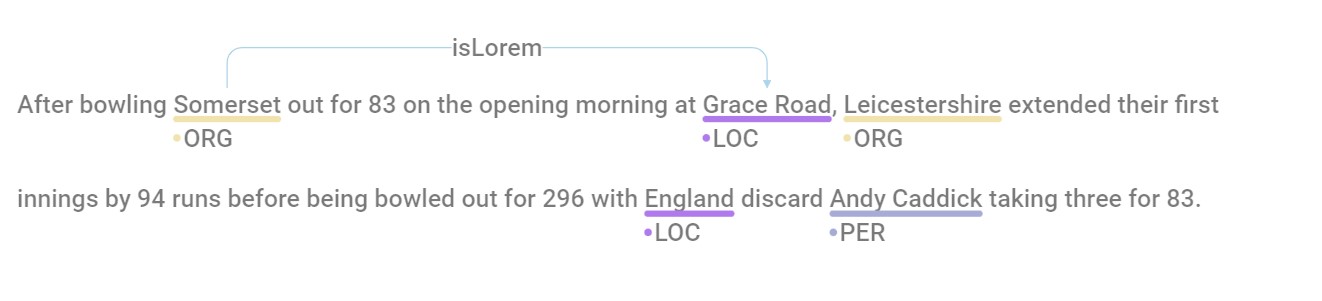 isLorem
After bowling Somerset out for 83 on the opening morning at Grace Road, Leicestershire extended their first
ORG LOC ORG
innings by 94 runs before being bowled out for 296 with England discard Andy Caddick taking three for 83.
LOC PER